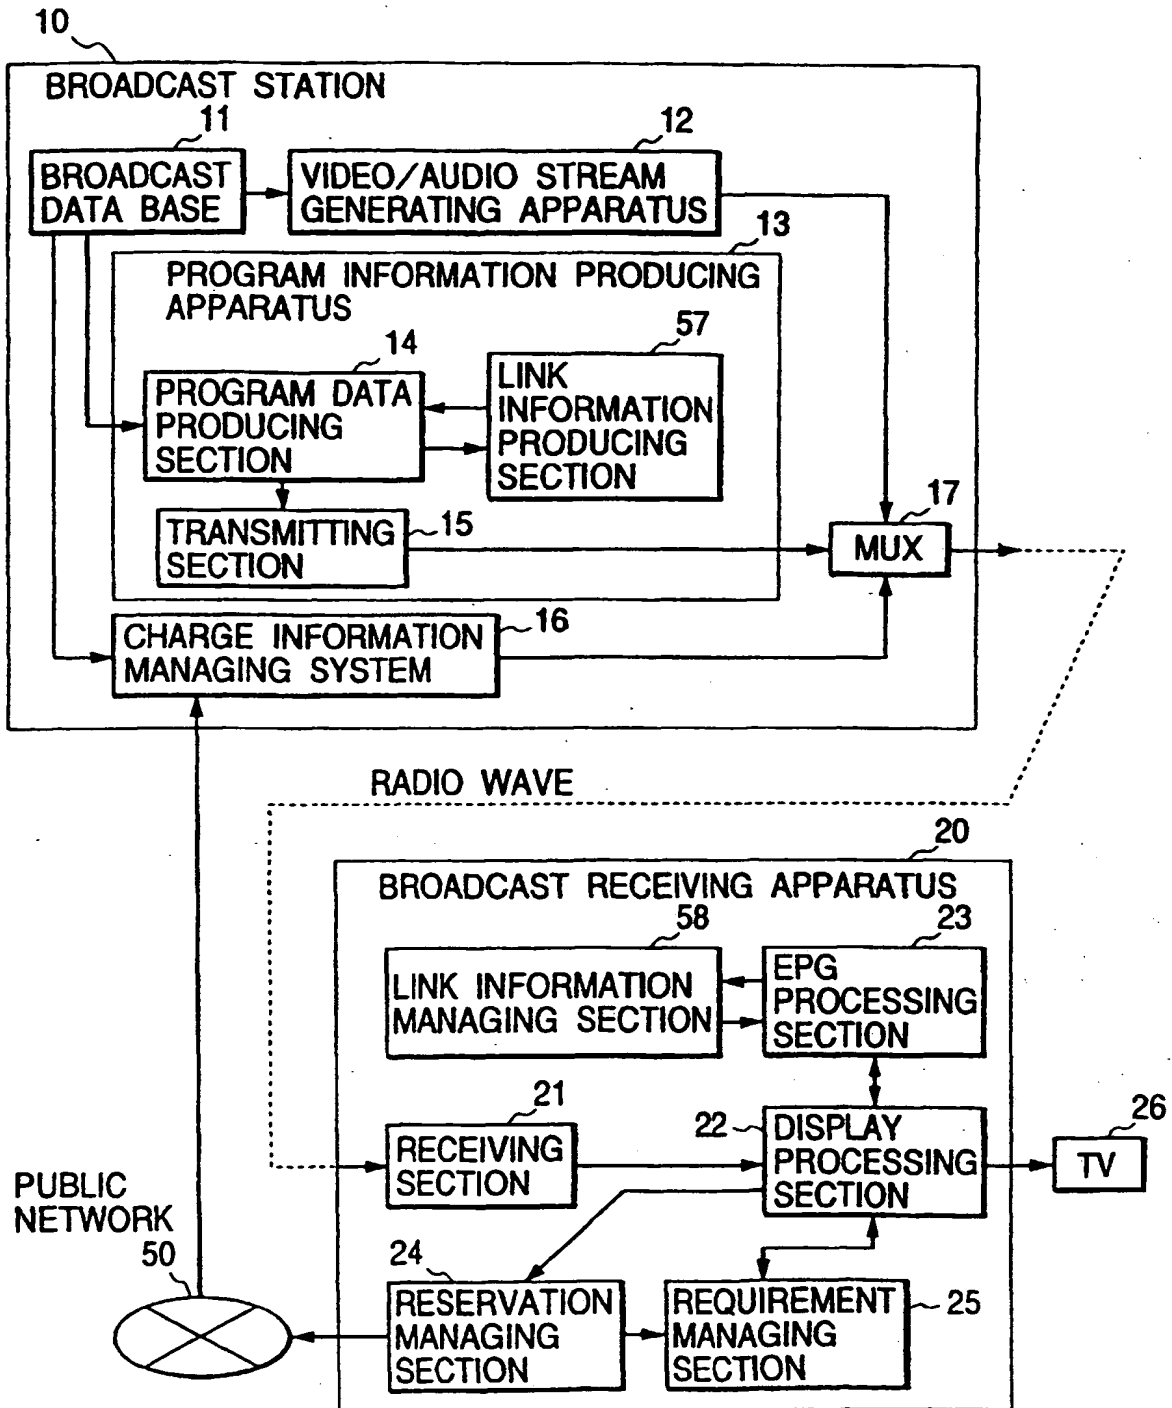 10
BROADCAST STATION
11
12
BROADCAST
DATA BASE
VIDEO/AUDIO STREAM
GENERATING APPARATUS
13
PROGRAM INFORMATION PRODUCING
APPARATUS
14
57
PROGRAM DATA
PRODUCING
SECTION
LINK
INFORMATION
PRODUCING
SECTION
17
TRANSMITTING
SECTION
15
MUX
16
CHARGE INFORMATION
MANAGING SYSTEM
RADIO WAVE
20
BROADCAST RECEIVING APPARATUS
58
23
LINK INFORMATION
MANAGING SECTION
EPG
PROCESSING
SECTION
21
22
26
RECEIVING
SECTION
DISPLAY
PROCESSING
SECTION
TV
PUBLIC
NETWORK
50
24
RESERVATION
MANAGING
SECTION
REQUIREMENT
MANAGING
SECTION
25